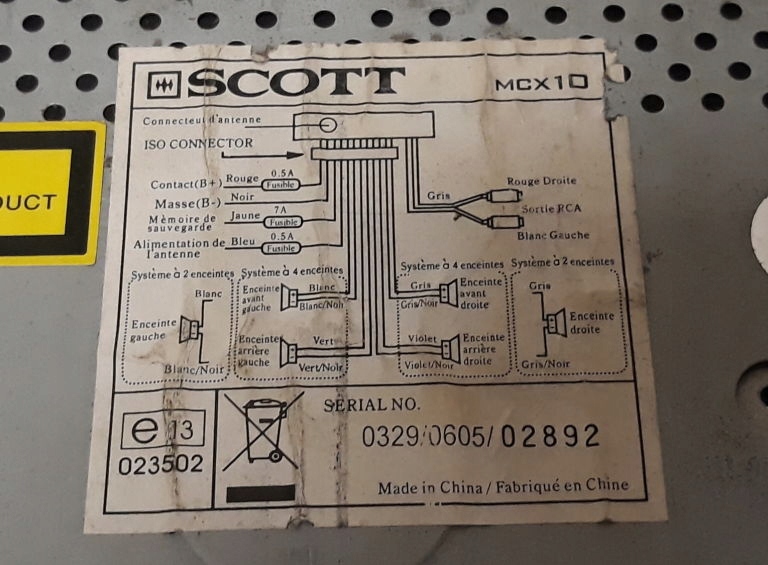 SCOTT
MCX10
Connecteur d'antenne
ISO CONNECTOR
Contact(B+) Rouge 0.5A Fusible
Masse(B-) Noir
Mémoire de sauvegarde Jaune 7A Fusible
Alimentation de l'antenne Bleu 0.5A Fusible
Gris
Rouge Droite
Sortie RCA
Blanc Gauche
DUCT
Système à 2 enceintes
Blanc
Enceinte gauche
Blanc/Noir
Système à 4 enceintes
Enceinte avant gauche
Blanc
Blanc/Noir
Enceinte arrière gauche
Vert
Vert/Noir
Système à 4 enceintes
Gris
Gris/Noir
Enceinte avant droite
Violet
Violet/Noir
Enceinte arrière droite
Système à 2 enceintes
Gris
Enceinte droite
Gris/Noir
e 13
023502
SERIAL NO.
0329/0605/02892
Made in China / Fabriqué en Chine